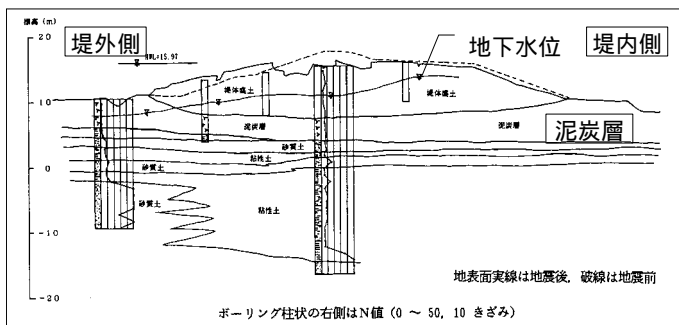 標高 (m)
20
10
0
-10
-20
堤外側
HWL=15.97
地下水位
堤内側
堤体盛土
堤体盛土
泥炭層
泥炭層
泥炭層
砂質土
粘性土
砂質土
砂質土
砂質土
粘性土
地表面実線は地震後，破線は地震前
ボーリング柱状の右側はN値 (0 ～ 50, 10 きざみ)